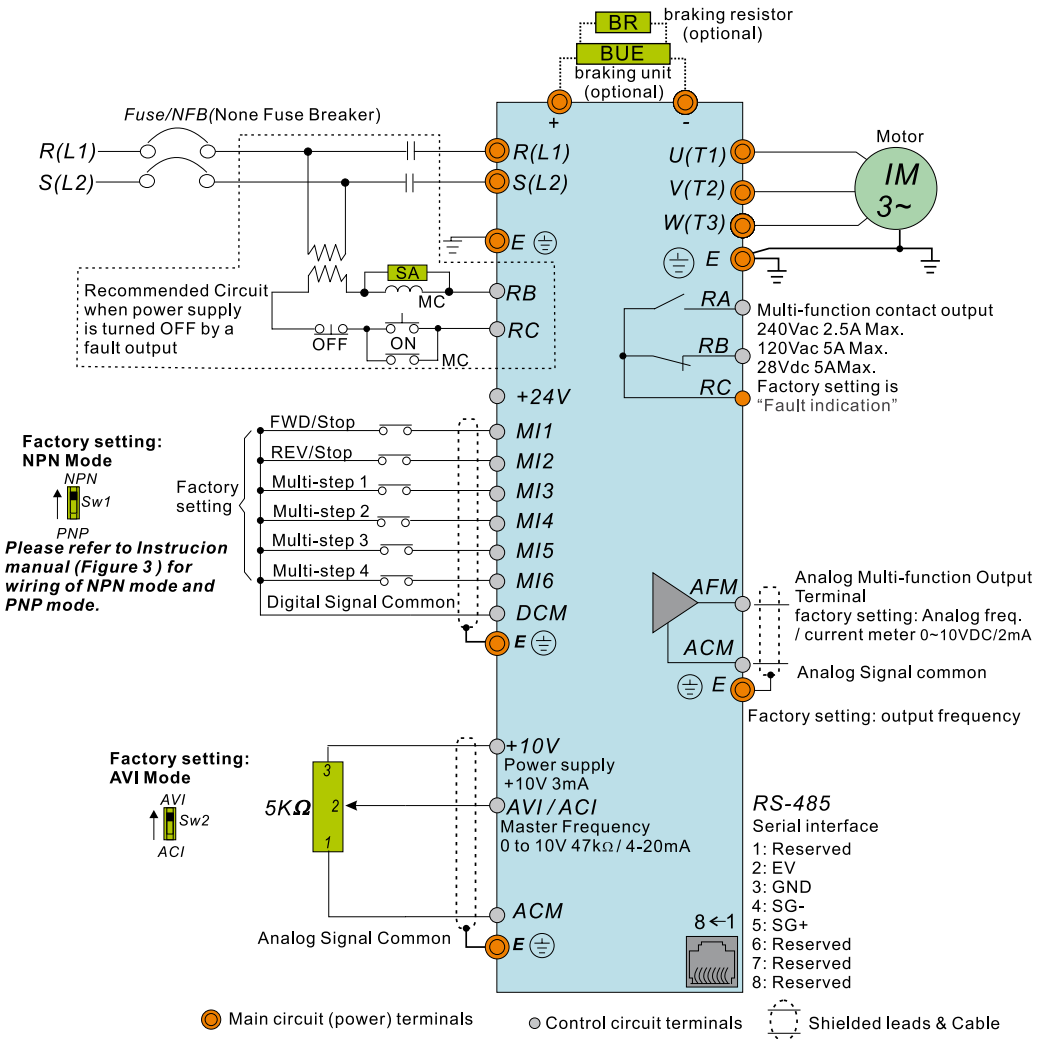 BR
braking resistor
(optional)
BUE
braking unit
(optional)
+
-
Fuse/NFB(None Fuse Breaker)
R(L1)
S(L2)
R(L1)
S(L2)
E
U(T1)
V(T2)
W(T3)
E
Motor
IM
3~
SA
MC
RB
RC
Recommended Circuit
when power supply
is turned OFF by a
fault output
OFF
ON
MC
RA
RB
RC
Multi-function contact output
240Vac 2.5A Max.
120Vac 5A Max.
28Vdc 5AMax.
Factory setting is
“Fault indication”
+24V
Factory setting:
NPN Mode
NPN
Sw1
PNP
Please refer to Instrucion
manual (Figure 3 ) for
wiring of NPN mode and
PNP mode.
Factory
setting
FWD/Stop
MI1
REV/Stop
MI2
Multi-step 1
MI3
Multi-step 2
MI4
Multi-step 3
MI5
Multi-step 4
MI6
Digital Signal Common
DCM
E
AFM
ACM
E
Analog Multi-function Output
Terminal
factory setting: Analog freq.
/ current meter 0~10VDC/2mA
Analog Signal common
Factory setting: output frequency
Factory setting:
AVI Mode
AVI
Sw2
ACI
5KΩ
3
2
1
+10V
Power supply
+10V 3mA
AVI / ACI
Master Frequency
0 to 10V 47kΩ / 4-20mA
ACM
Analog Signal Common
E
RS-485
Serial interface
1: Reserved
2: EV
3: GND
4: SG-
5: SG+
6: Reserved
7: Reserved
8: Reserved
8←1
Main circuit (power) terminals
Control circuit terminals
Shielded leads & Cable